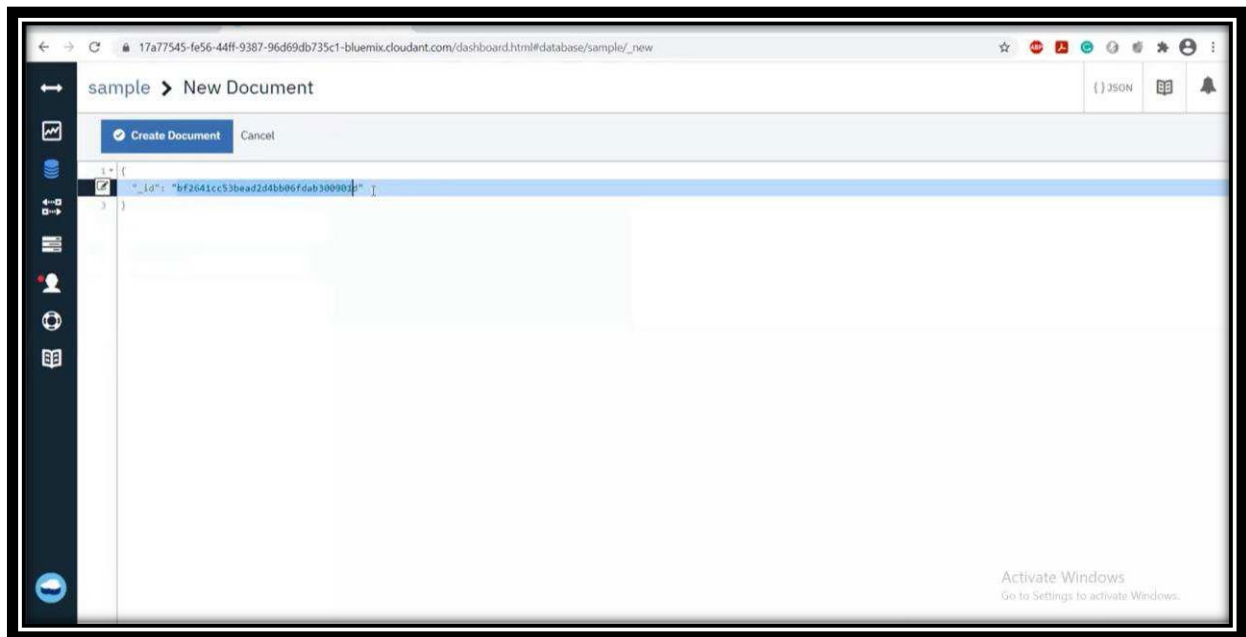 17a77545-fe56-44ff-9387-96d69db735c1-bluemix.cloudant.com/dashboard.html#database/sample/_new
ABP
sample > New Document
{ } JSON
Create Document Cancel
1 {
"_id": "bf2641cc53bead2d4bb06fdab300901d"
3 }
Activate Windows
Go to Settings to activate Windows.